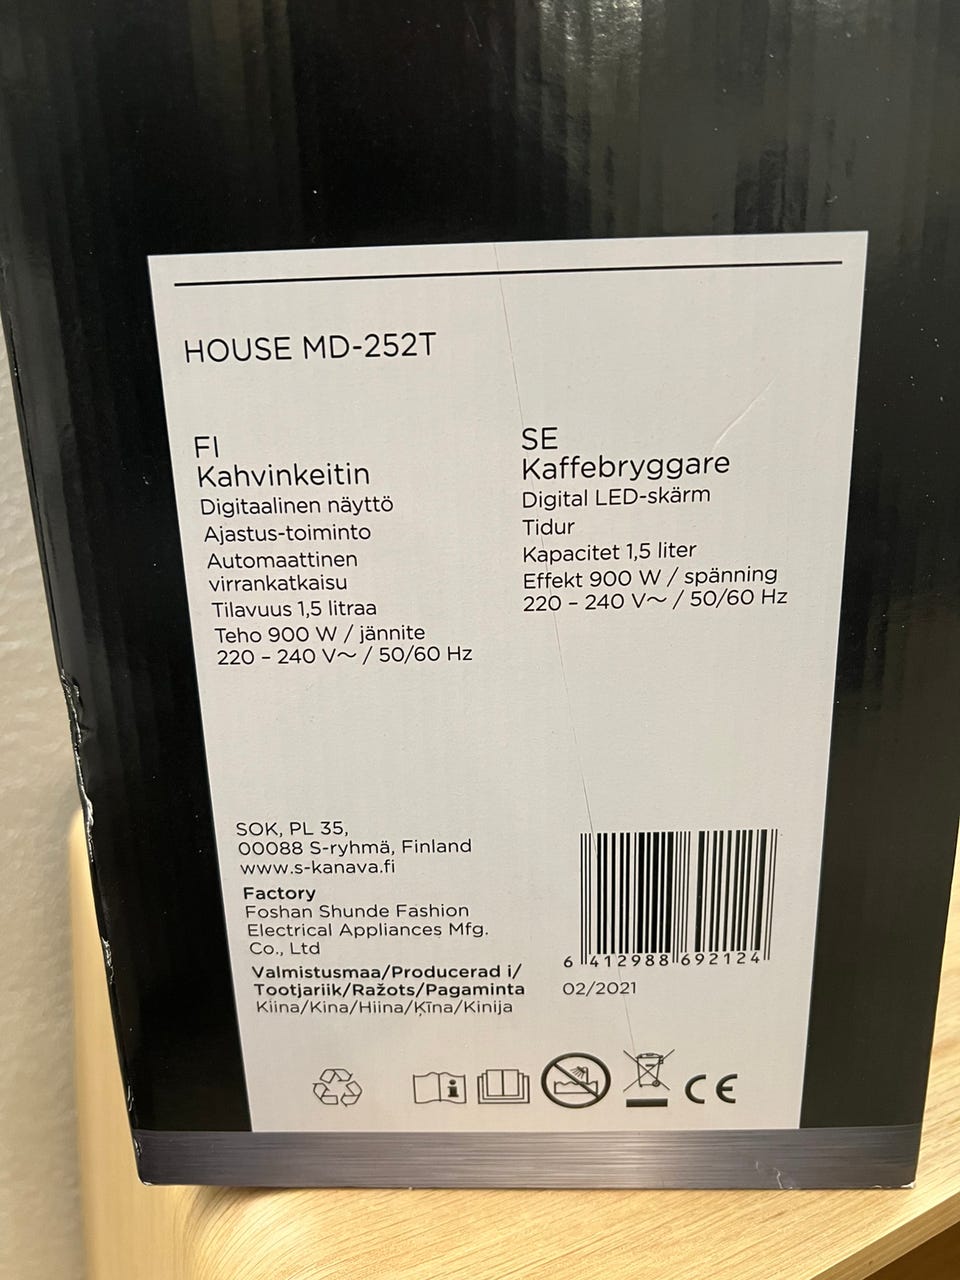 HOUSE MD-252T
FI
Kahvinkeitin
Digitaalinen näyttö
Ajastus-toiminto
Automaattinen
virrankatkaisu
Tilavuus 1,5 litraa
Teho 900 W / jännite
220 – 240 V~ / 50/60 Hz
SE
Kaffebryggare
Digital LED-skärm
Tidur
Kapacitet 1,5 liter
Effekt 900 W / spänning
220 – 240 V~ / 50/60 Hz
SOK, PL 35,
00088 S-ryhmä, Finland
www.s-kanava.fi
Factory
Foshan Shunde Fashion
Electrical Appliances Mfg.
Co., Ltd
Valmistusmaa/Producerad i/
Tootjariik/Ražots/Pagaminta
Kiina/Kina/Hiina/Ķīna/Kinija
6 412988 692124
02/2021
CE